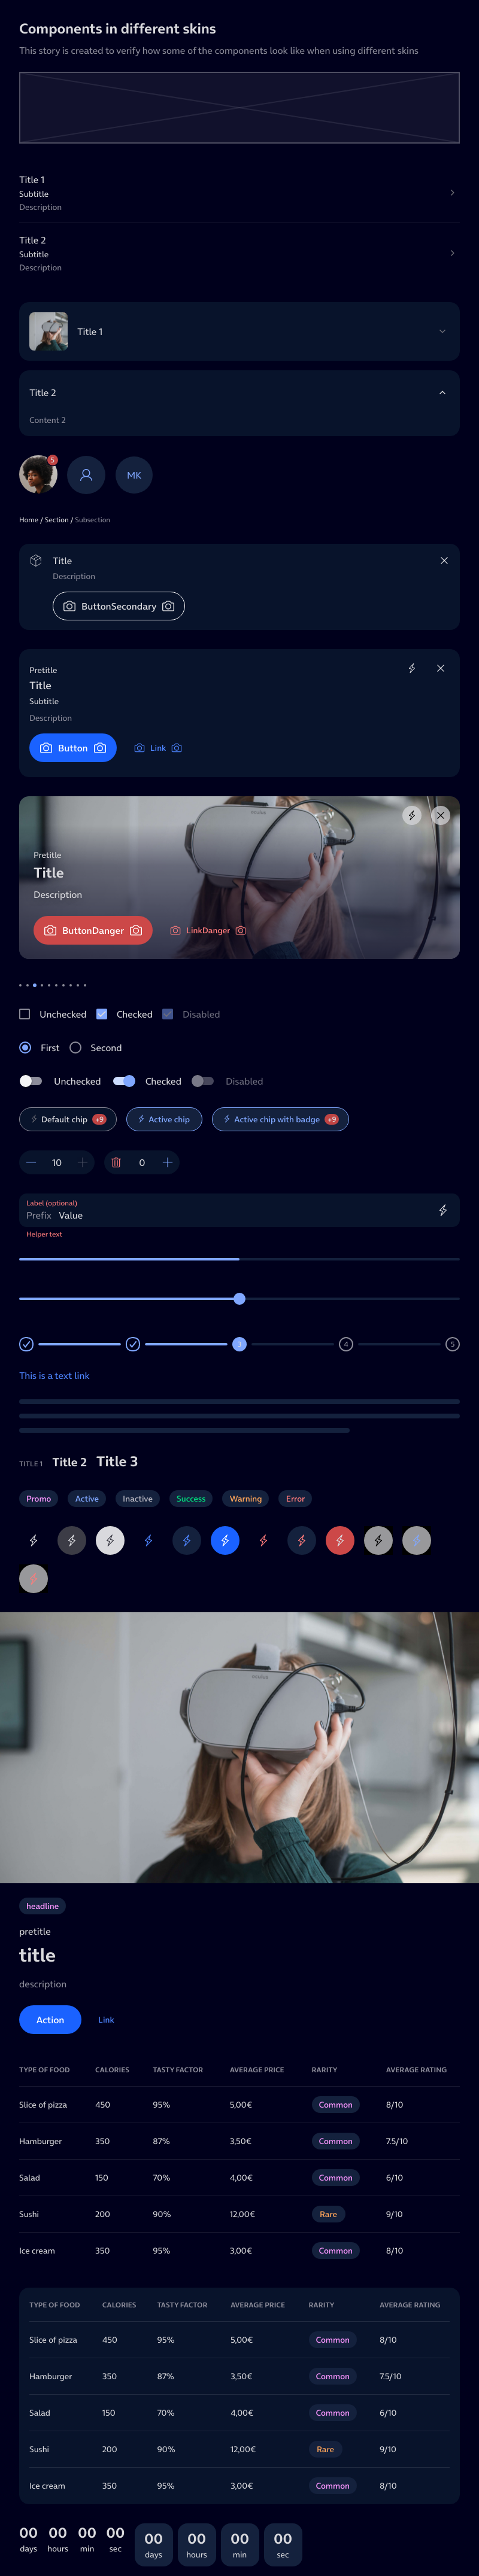 Components in different skins
This story is created to verify how some of the components look like when using different skins
Title 1
Subtitle
Description
Title 2
Subtitle
Description
Title 1
Title 2
Content 2
5
MK
Home / Section / Subsection
Title
Description
ButtonSecondary
Pretitle
Title
Subtitle
Description
Button Link
oculus
Pretitle
Title
Description
ButtonDanger LinkDanger
Unchecked Checked Disabled
First Second
Unchecked Checked Disabled
Default chip +9 Active chip Active chip with badge +9
10 0
Label (optional)
Prefix Value
Helper text
3 4 5
This is a text link
TITLE 1 Title 2 Title 3
Promo Active Inactive Success Warning Error
headline
pretitle
title
description
Action Link
TYPE OF FOOD CALORIES TASTY FACTOR AVERAGE PRICE RARITY AVERAGE RATING
Slice of pizza 450 95% 5,00€ Common 8/10
Hamburger 350 87% 3,50€ Common 7.5/10
Salad 150 70% 4,00€ Common 6/10
Sushi 200 90% 12,00€ Rare 9/10
Ice cream 350 95% 3,00€ Common 8/10
TYPE OF FOOD CALORIES TASTY FACTOR AVERAGE PRICE RARITY AVERAGE RATING
Slice of pizza 450 95% 5,00€ Common 8/10
Hamburger 350 87% 3,50€ Common 7.5/10
Salad 150 70% 4,00€ Common 6/10
Sushi 200 90% 12,00€ Rare 9/10
Ice cream 350 95% 3,00€ Common 8/10
00 00 00 00 00 00 00 00
days hours min sec days hours min sec